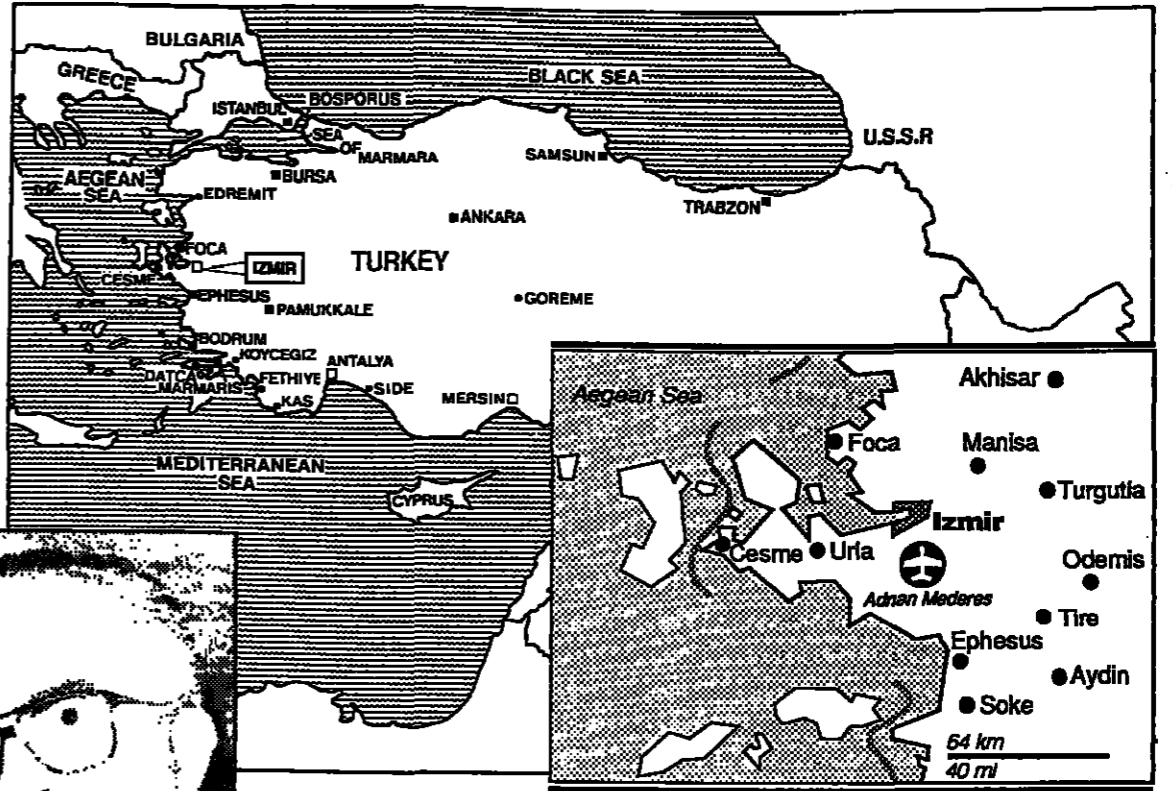 BULGARIA
GREECE
BLACK SEA
ISTANBUL
BOSPORUS
SEA
OF
MARMARA
U.S.S.R
SAMSUN
BURSA
AEGEAN
SEA
EDREMIT
TRABZON
ANKARA
FOCA
IZMIR
TURKEY
CESME
EPHESUS
PAMUKKALE
GOREME
BODRUM
KOYCEGIZ
ANTALYA
DATCA
FETHIYE
MARMARIS
SIDE
KAS
MERSIN
MEDITERRANEAN
SEA
CYPRUS
Aegean Sea
Akhisar
Foca
Manisa
Turgutia
Izmir
Cesme
Urla
Odemis
Adnan Mederes
Tire
Ephesus
Aydin
Soke
64 km
40 mi